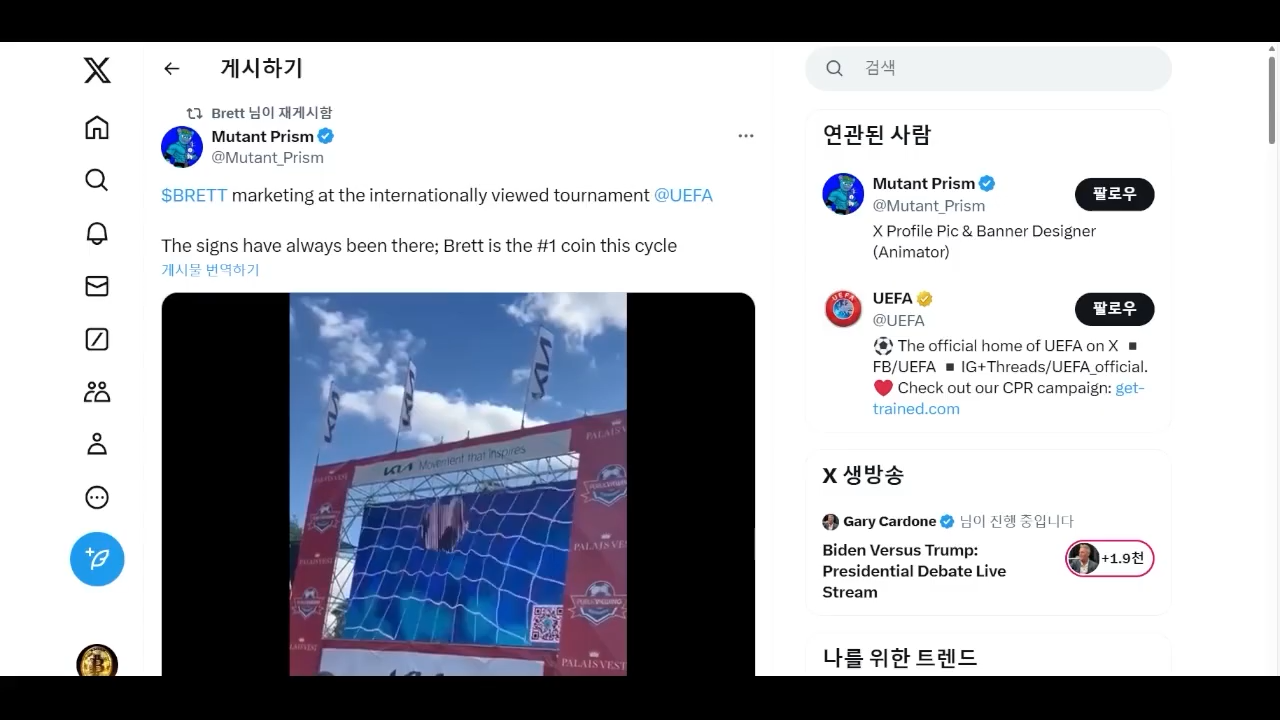 게시하기
Brett 님이 재게시함
Mutant Prism
@Mutant_Prism
$BRETT marketing at the internationally viewed tournament @UEFA
The signs have always been there; Brett is the #1 coin this cycle
게시물 번역하기
KIA Movement that inspires
PALAIS VEST
검색
연관된 사람
Mutant Prism
@Mutant_Prism
팔로우
X Profile Pic & Banner Designer
(Animator)
UEFA
@UEFA
팔로우
⚽ The official home of UEFA on X ▪
FB/UEFA ▪ IG+Threads/UEFA_official.
❤️ Check out our CPR campaign: get-
trained.com
X 생방송
Gary Cardone 님이 진행 중입니다
Biden Versus Trump:
Presidential Debate Live
Stream
+1.9천
나를 위한 트렌드